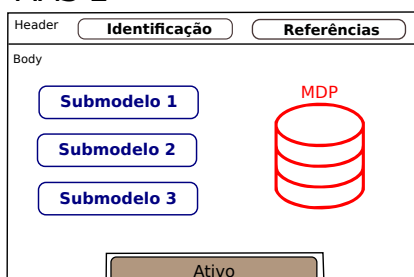 Header
Identificação
Referências
Body
MDP
Submodelo 1
Submodelo 2
Submodelo 3
Ativo